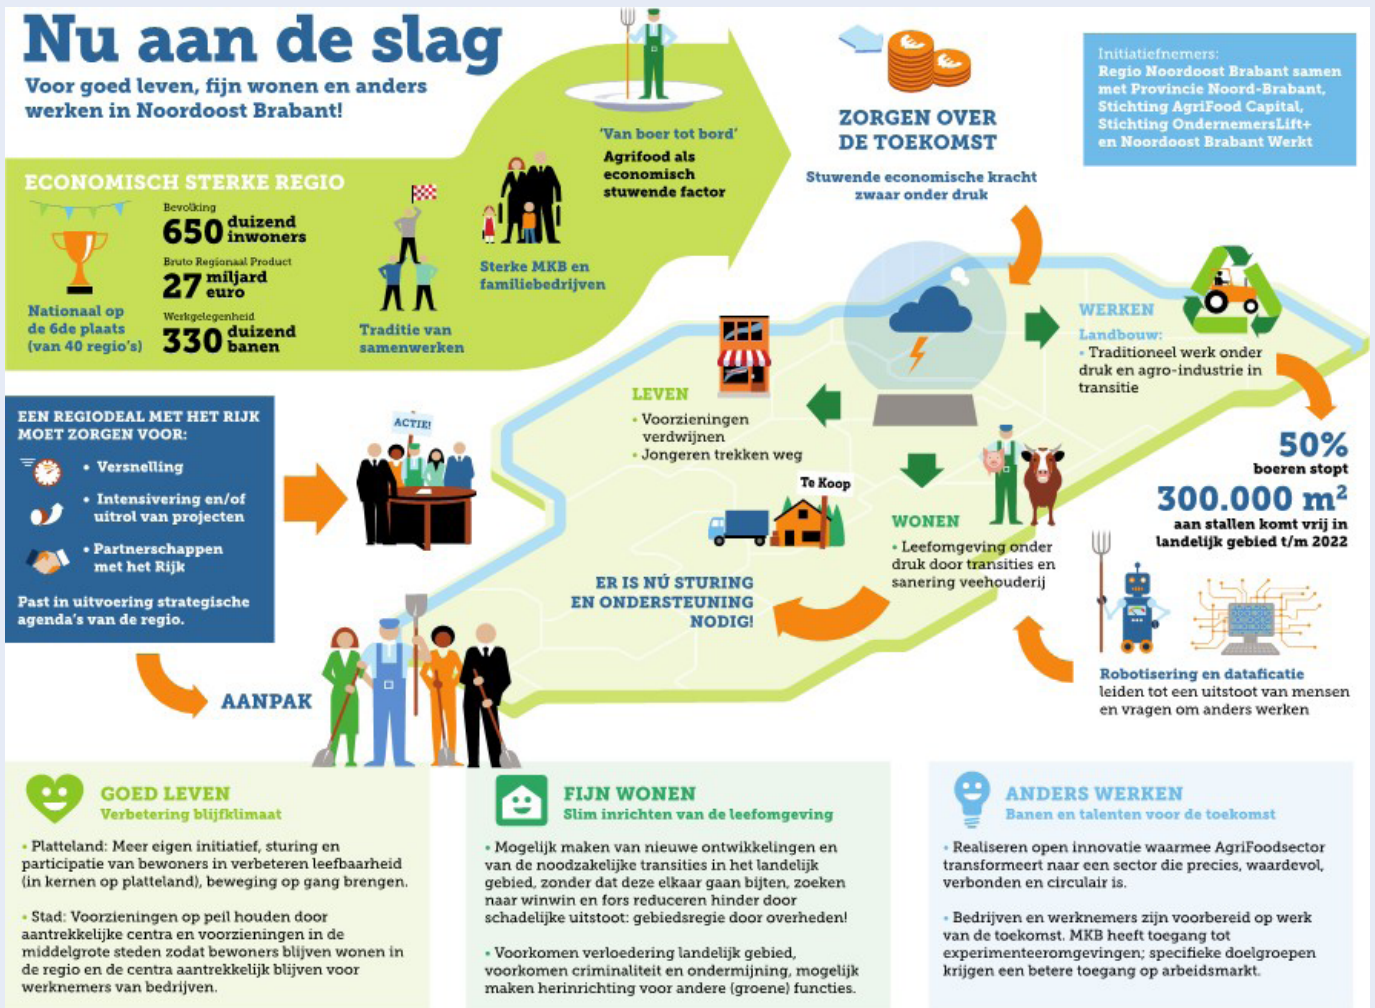 Nu aan de slag
Voor goed leven, fijn wonen en anders
werken in Noordoost Brabant!
ECONOMISCH STERKE REGIO
Nationaal op
de 6de plaats
(van 40 regio's)
Bevolking
650 duizend
inwoners
Bruto Regionaal Product
27 miljard
euro
Werkgelegenheid
330 duizend
banen
Traditie van
samenwerken
Sterke MKB en
familiebedrijven
'Van boer tot bord'
Agrifood als
economisch
stuwende factor
ZORGEN OVER
DE TOEKOMST
Stuwende economische kracht
zwaar onder druk
Initiatiefnemers:
Regio Noordoost Brabant samen
met Provincie Noord-Brabant,
Stichting AgriFood Capital,
Stichting OndernemersLift+
en Noordoost Brabant Werkt
WERKEN
Landbouw:
• Traditioneel werk onder
druk en agro-industrie in
transitie
50%
boeren stopt
300.000 m²
aan stallen komt vrij in
landelijk gebied t/m 2022
LEVEN
• Voorzieningen
verdwijnen
• Jongeren trekken weg
Te Koop
WONEN
• Leefomgeving onder
druk door transities en
sanering veehouderij
Robotisering en dataficatie
leiden tot een uitstoot van mensen
en vragen om anders werken
ER IS NÚ STURING
EN ONDERSTEUNING
NODIG!
EEN REGIODEAL MET HET RIJK
MOET ZORGEN VOOR:
• Versnelling
• Intensivering en/of
uitrol van projecten
• Partnerschappen
met het Rijk
Past in uitvoering strategische
agenda's van de regio.
ACTIE!
AANPAK
GOED LEVEN
Verbetering blijfklimaat
• Platteland: Meer eigen initiatief, sturing en
participatie van bewoners in verbeteren leefbaarheid
(in kernen op platteland), beweging op gang brengen.
• Stad: Voorzieningen op peil houden door
aantrekkelijke centra en voorzieningen in de
middelgrote steden zodat bewoners blijven wonen in
de regio en de centra aantrekkelijk blijven voor
werknemers van bedrijven.
FIJN WONEN
Slim inrichten van de leefomgeving
• Mogelijk maken van nieuwe ontwikkelingen en
van de noodzakelijke transities in het landelijk
gebied, zonder dat deze elkaar gaan bijten, zoeken
naar winwin en fors reduceren hinder door
schadelijke uitstoot: gebiedsregie door overheden!
• Voorkomen verloedering landelijk gebied,
voorkomen criminaliteit en ondermijning, mogelijk
maken herinrichting voor andere (groene) functies.
ANDERS WERKEN
Banen en talenten voor de toekomst
• Realiseren open innovatie waarmee AgriFoodsector
transformeert naar een sector die precies, waardevol,
verbonden en circulair is.
• Bedrijven en werknemers zijn voorbereid op werk
van de toekomst. MKB heeft toegang tot
experimenteeromgevingen; specifieke doelgroepen
krijgen een betere toegang op arbeidsmarkt.